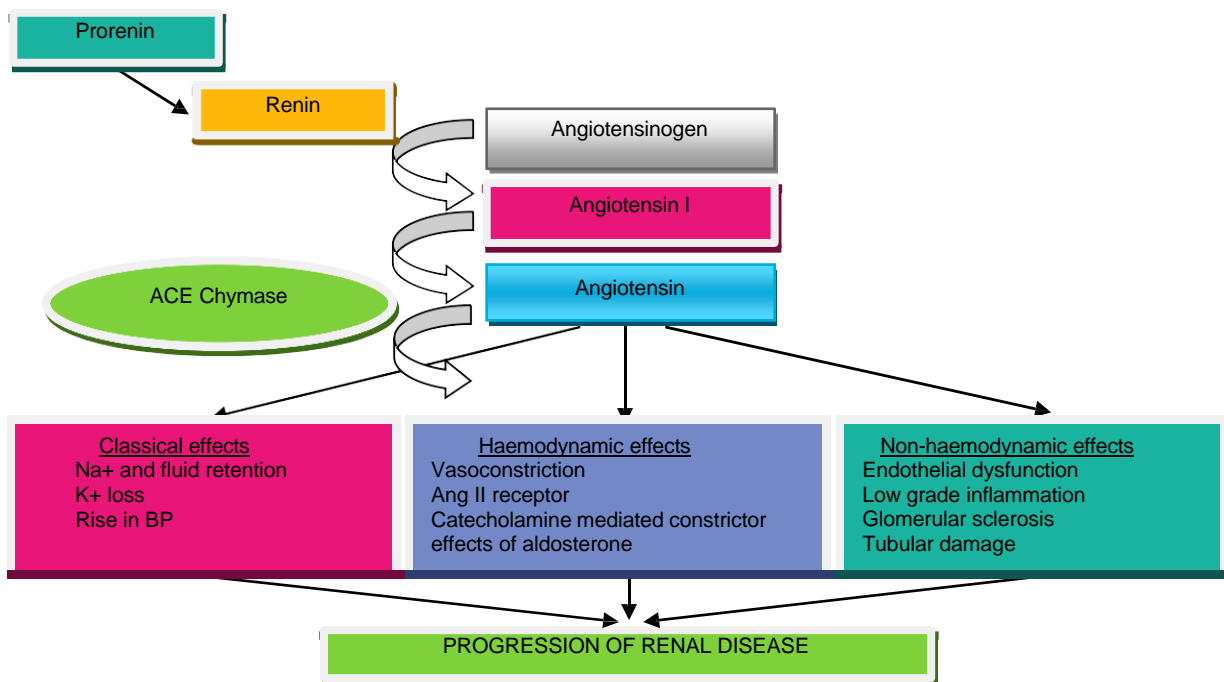 Prorenin
Renin
Angiotensinogen
Angiotensin I
ACE Chymase
Angiotensin
Classical effects
Na+ and fluid retention
K+ loss
Rise in BP
Haemodynamic effects
Vasoconstriction
Ang II receptor
Catecholamine mediated constrictor
effects of aldosterone
Non-haemodynamic effects
Endothelial dysfunction
Low grade inflammation
Glomerular sclerosis
Tubular damage
PROGRESSION OF RENAL DISEASE